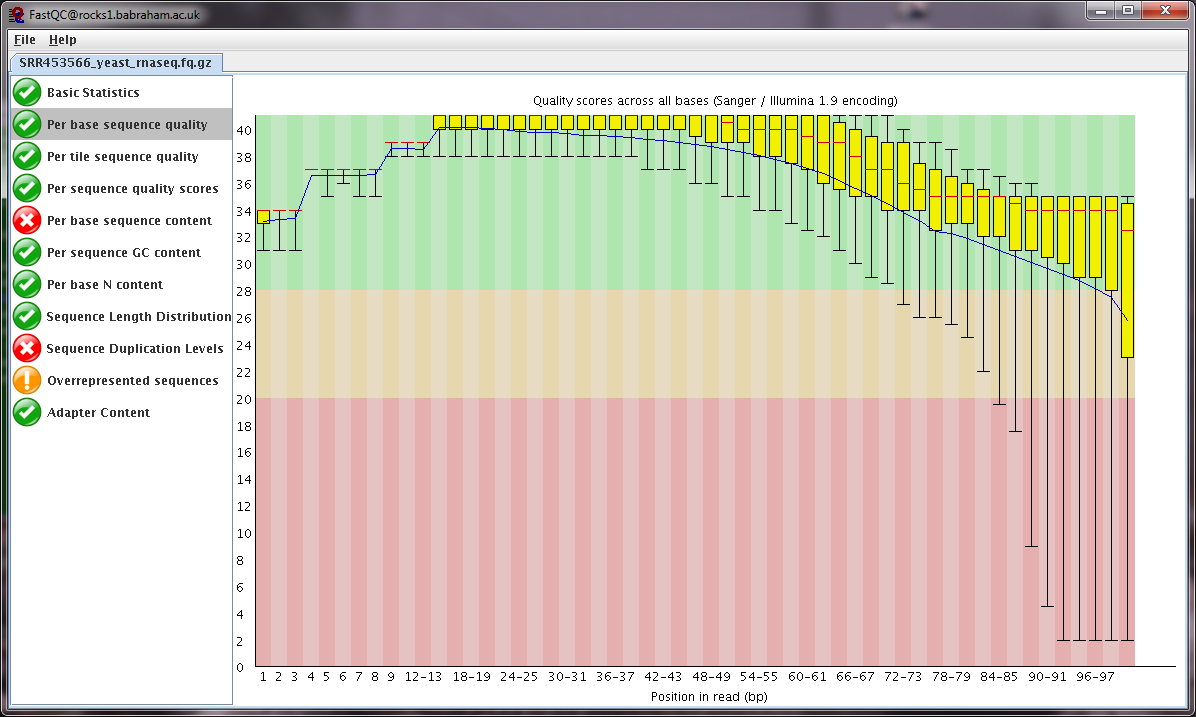 FastQC@rocks1.babraham.ac.uk
File Help
SRR453566_yeast_rnaseq.fq.gz
Basic Statistics
Per base sequence quality
Per tile sequence quality
Per sequence quality scores
Per base sequence content
Per sequence GC content
Per base N content
Sequence Length Distribution
Sequence Duplication Levels
Overrepresented sequences
Adapter Content
Quality scores across all bases (Sanger / Illumina 1.9 encoding)
40
38
36
34
32
30
28
26
24
22
20
18
16
14
12
10
8
6
4
2
0
1 2 3 4 5 6 7 8 9 12-13 18-19 24-25 30-31 36-37 42-43 48-49 54-55 60-61 66-67 72-73 78-79 84-85 90-91 96-97
Position in read (bp)